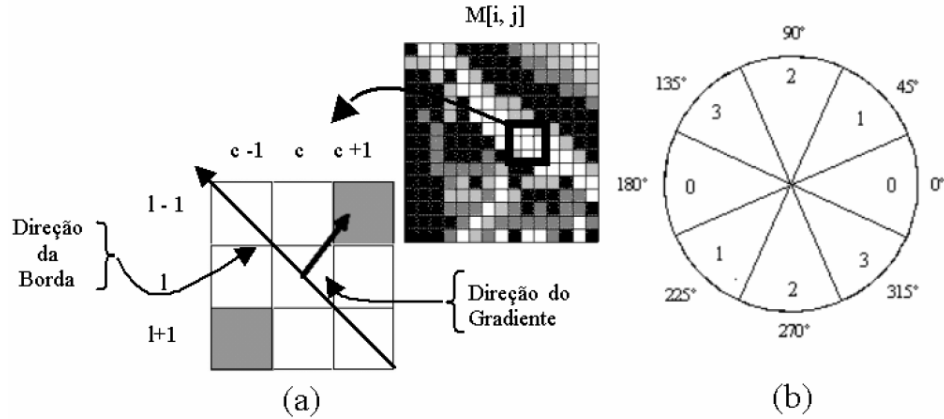 M[i, j]
c -1 c c +1
l - 1
l
l+1
Direção
da
Borda
Direção do
Gradiente
(a)
90°
135°
45°
2
3
1
180°
0
0
0°
1
3
2
225°
315°
270°
(b)